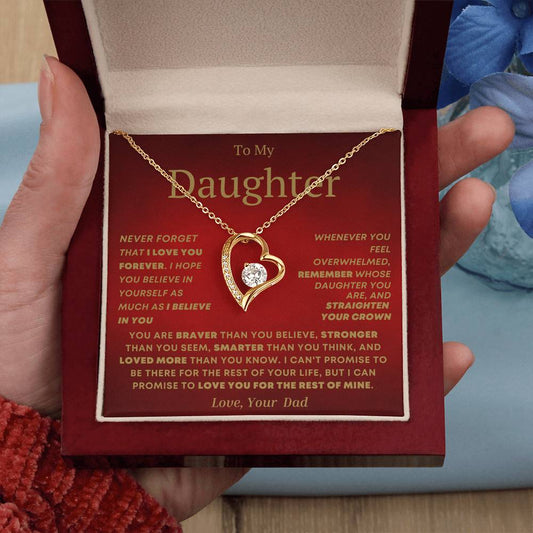 To My
Daughter
NEVER FORGET
THAT I LOVE YOU
FOREVER. I HOPE
YOU BELIEVE IN
YOURSELF AS
MUCH AS I BELIEVE
IN YOU
WHENEVER YOU
FEEL
OVERWHELMED,
REMEMBER WHOSE
DAUGHTER YOU
ARE, AND
STRAIGHTEN
YOUR CROWN
YOU ARE BRAVER THAN YOU BELIEVE, STRONGER
THAN YOU SEEM, SMARTER THAN YOU THINK, AND
LOVED MORE THAN YOU KNOW. I CAN'T PROMISE TO
BE THERE FOR THE REST OF YOUR LIFE, BUT I CAN
PROMISE TO LOVE YOU FOR THE REST OF MINE.
Love, Your Dad